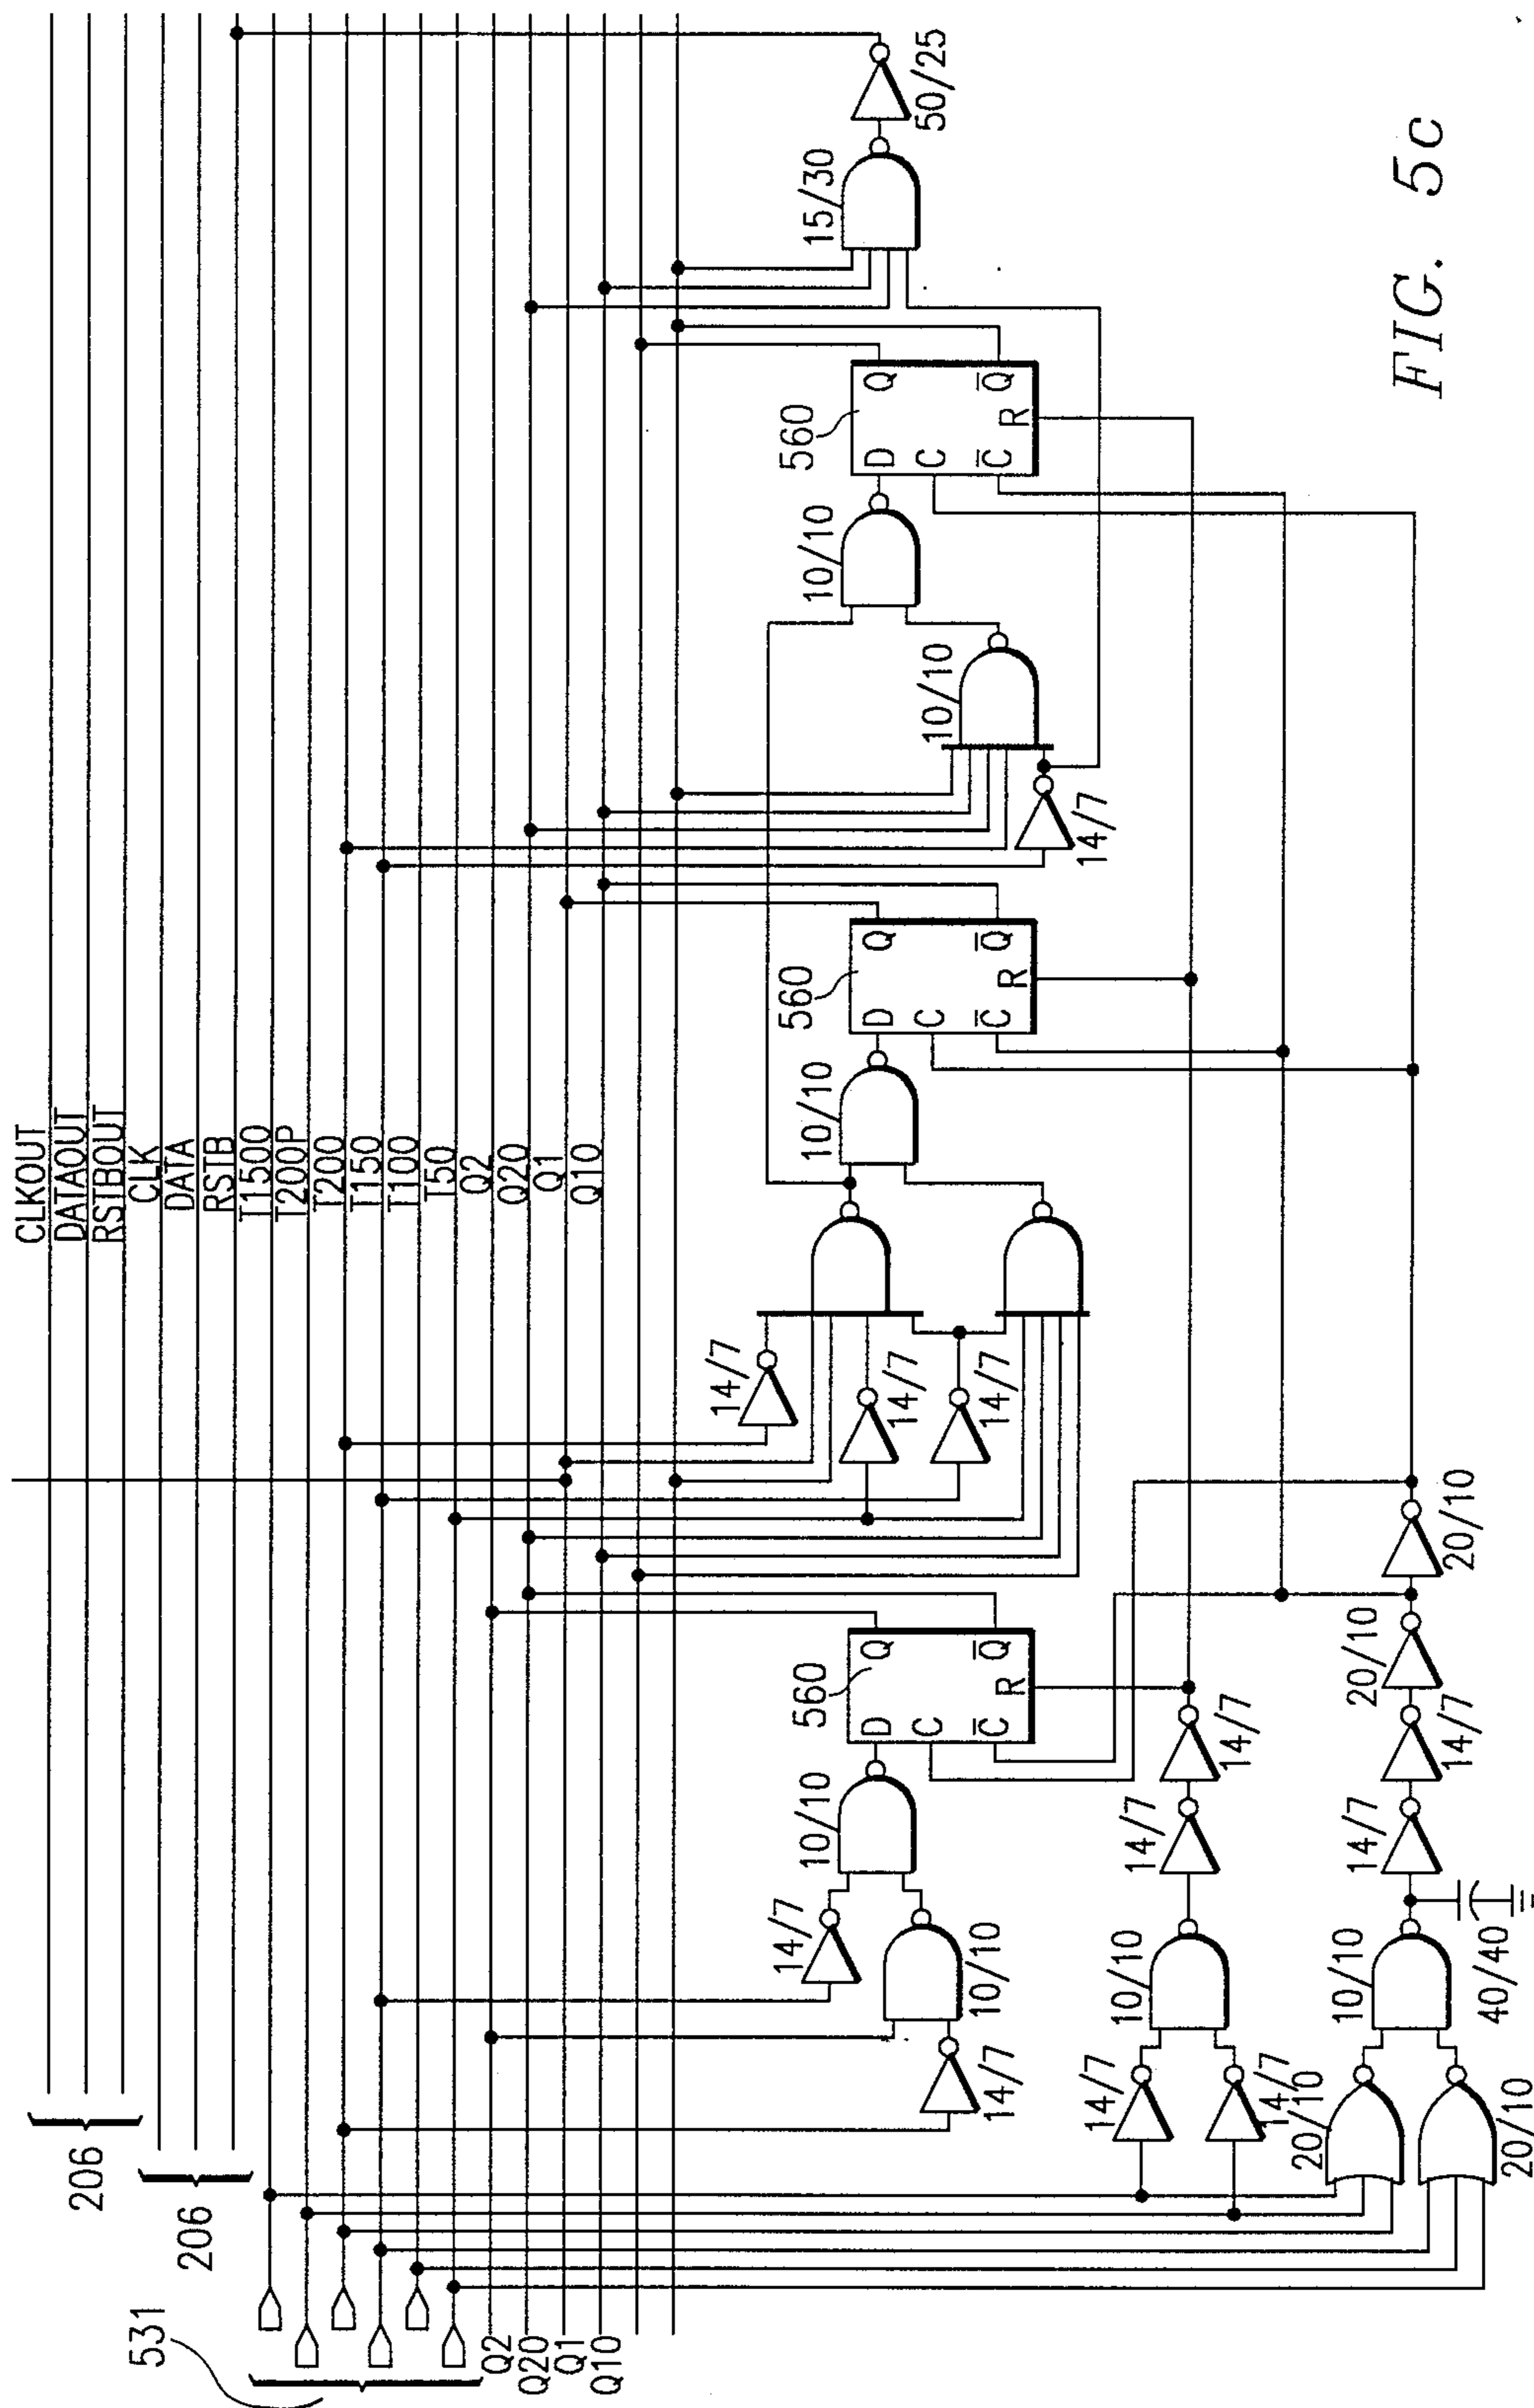 CLKOUT
DATAOUT
RSTBOUT
CLK
DATA
RSTB
T1500
T200P
T200
T150
T100
T50
Q2
Q20
Q1
Q10
206
206
531
Q2
Q20
Q1
Q10
50/25
15/30
560
D
C
C̅
Q
Q̅
R
10/10
10/10
14/7
560
D
C
C̅
Q
Q̅
R
10/10
14/7
14/7
14/7
560
D
C
C̅
Q
Q̅
R
10/10
14/7
10/10
14/7
14/7
14/7
10/10
14/7
14/7
20/10
20/10
14/7
14/7
10/10
40/40
20/10
20/10
FIG. 5c